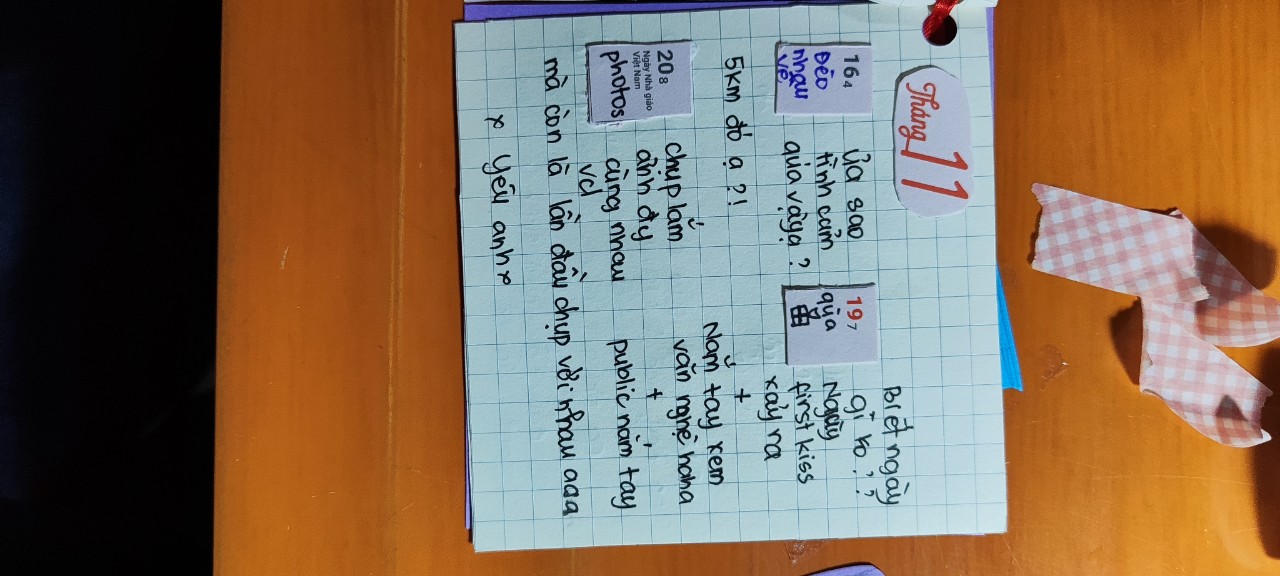 Tháng 11
16 4
Đèo
nhau
về
ủa sao
tình cảm
quá vậyạ ?
5km đó ạ ?!
19 7
quà
Biết ngày
gì ko ? ?
Ngày
first kiss
xảy ra
+
Nắm tay xem
văn nghệ haha
+
public nắm tay
20 8
Ngày Nhà giáo
Việt Nam
photos
chụp lắm
ảnh đy
cùng nhau
vcl
mà còn là lần đầu chụp với nhau aaa
x yêu anh x